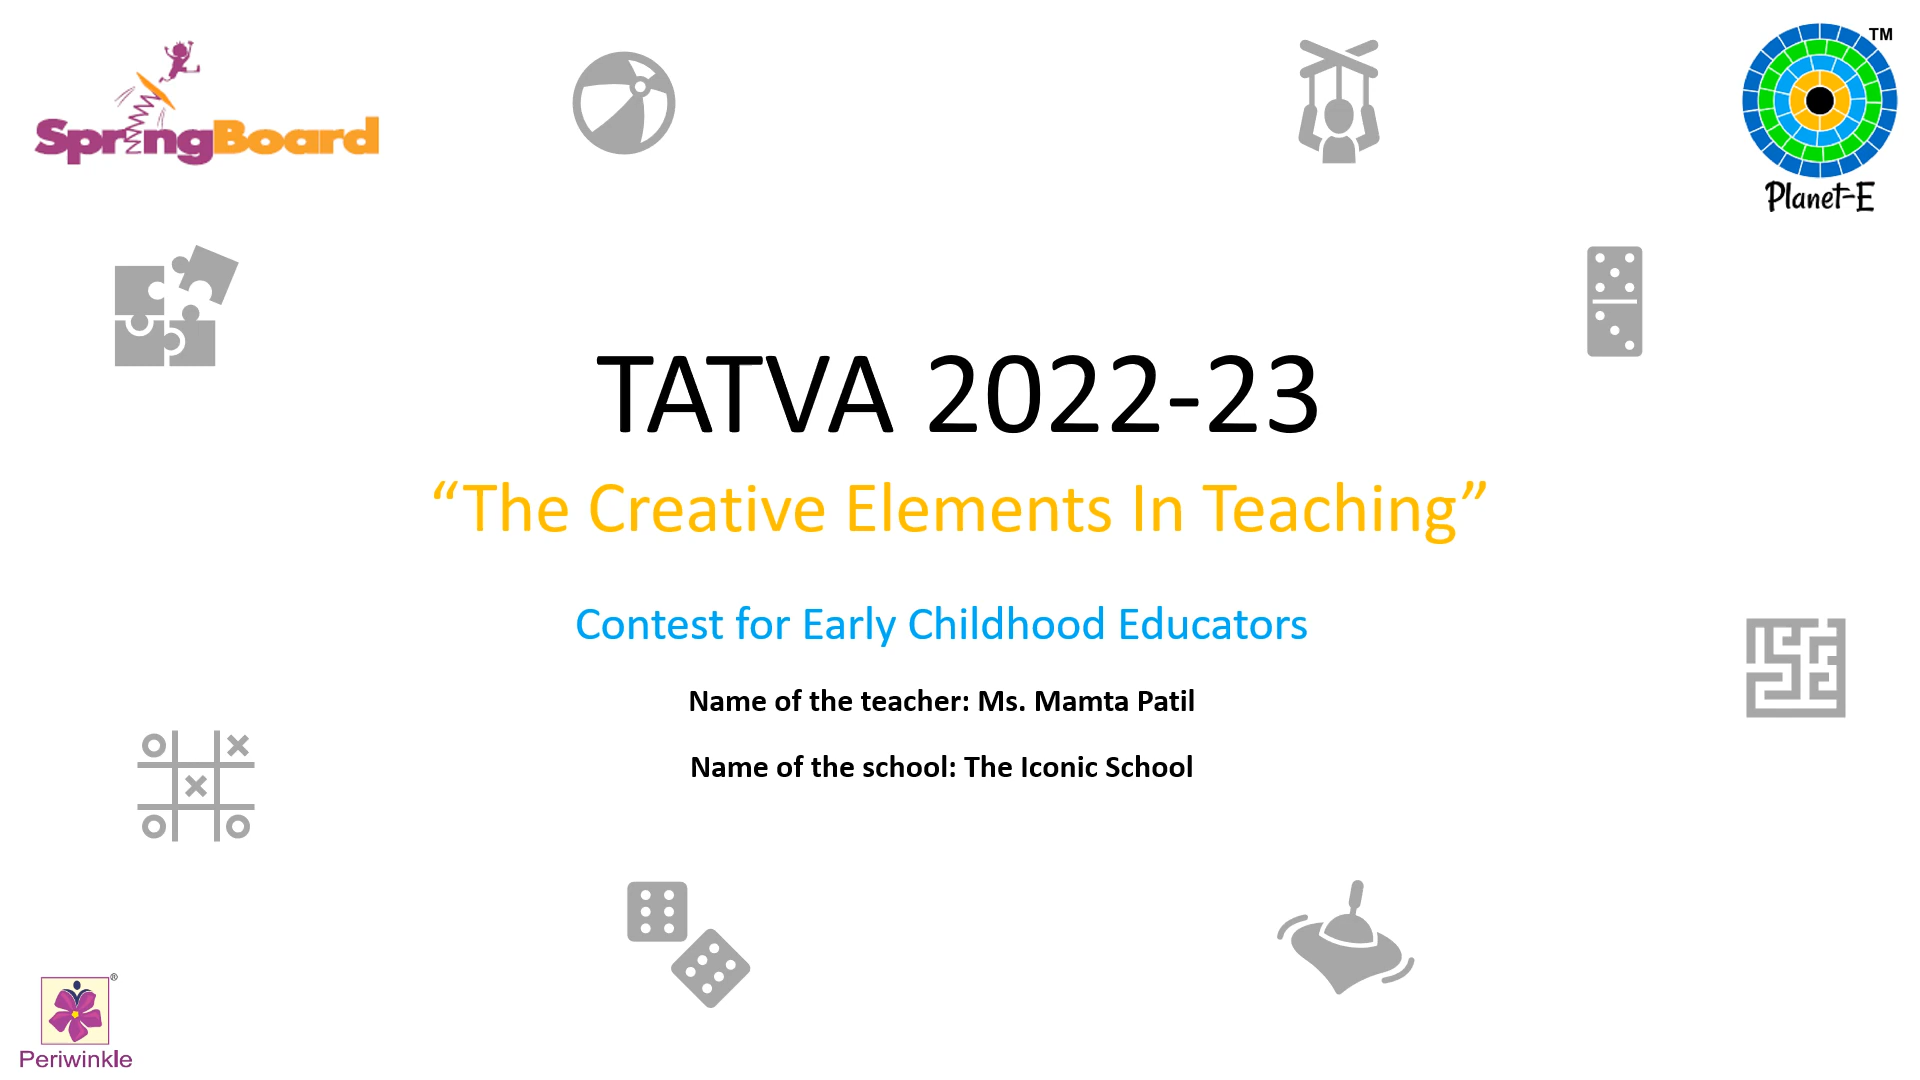 SpringBoard
TM
Planet-E
TATVA 2022-23
“The Creative Elements In Teaching”
Contest for Early Childhood Educators
Name of the teacher: Ms. Mamta Patil
Name of the school: The Iconic School
®
Periwinkle